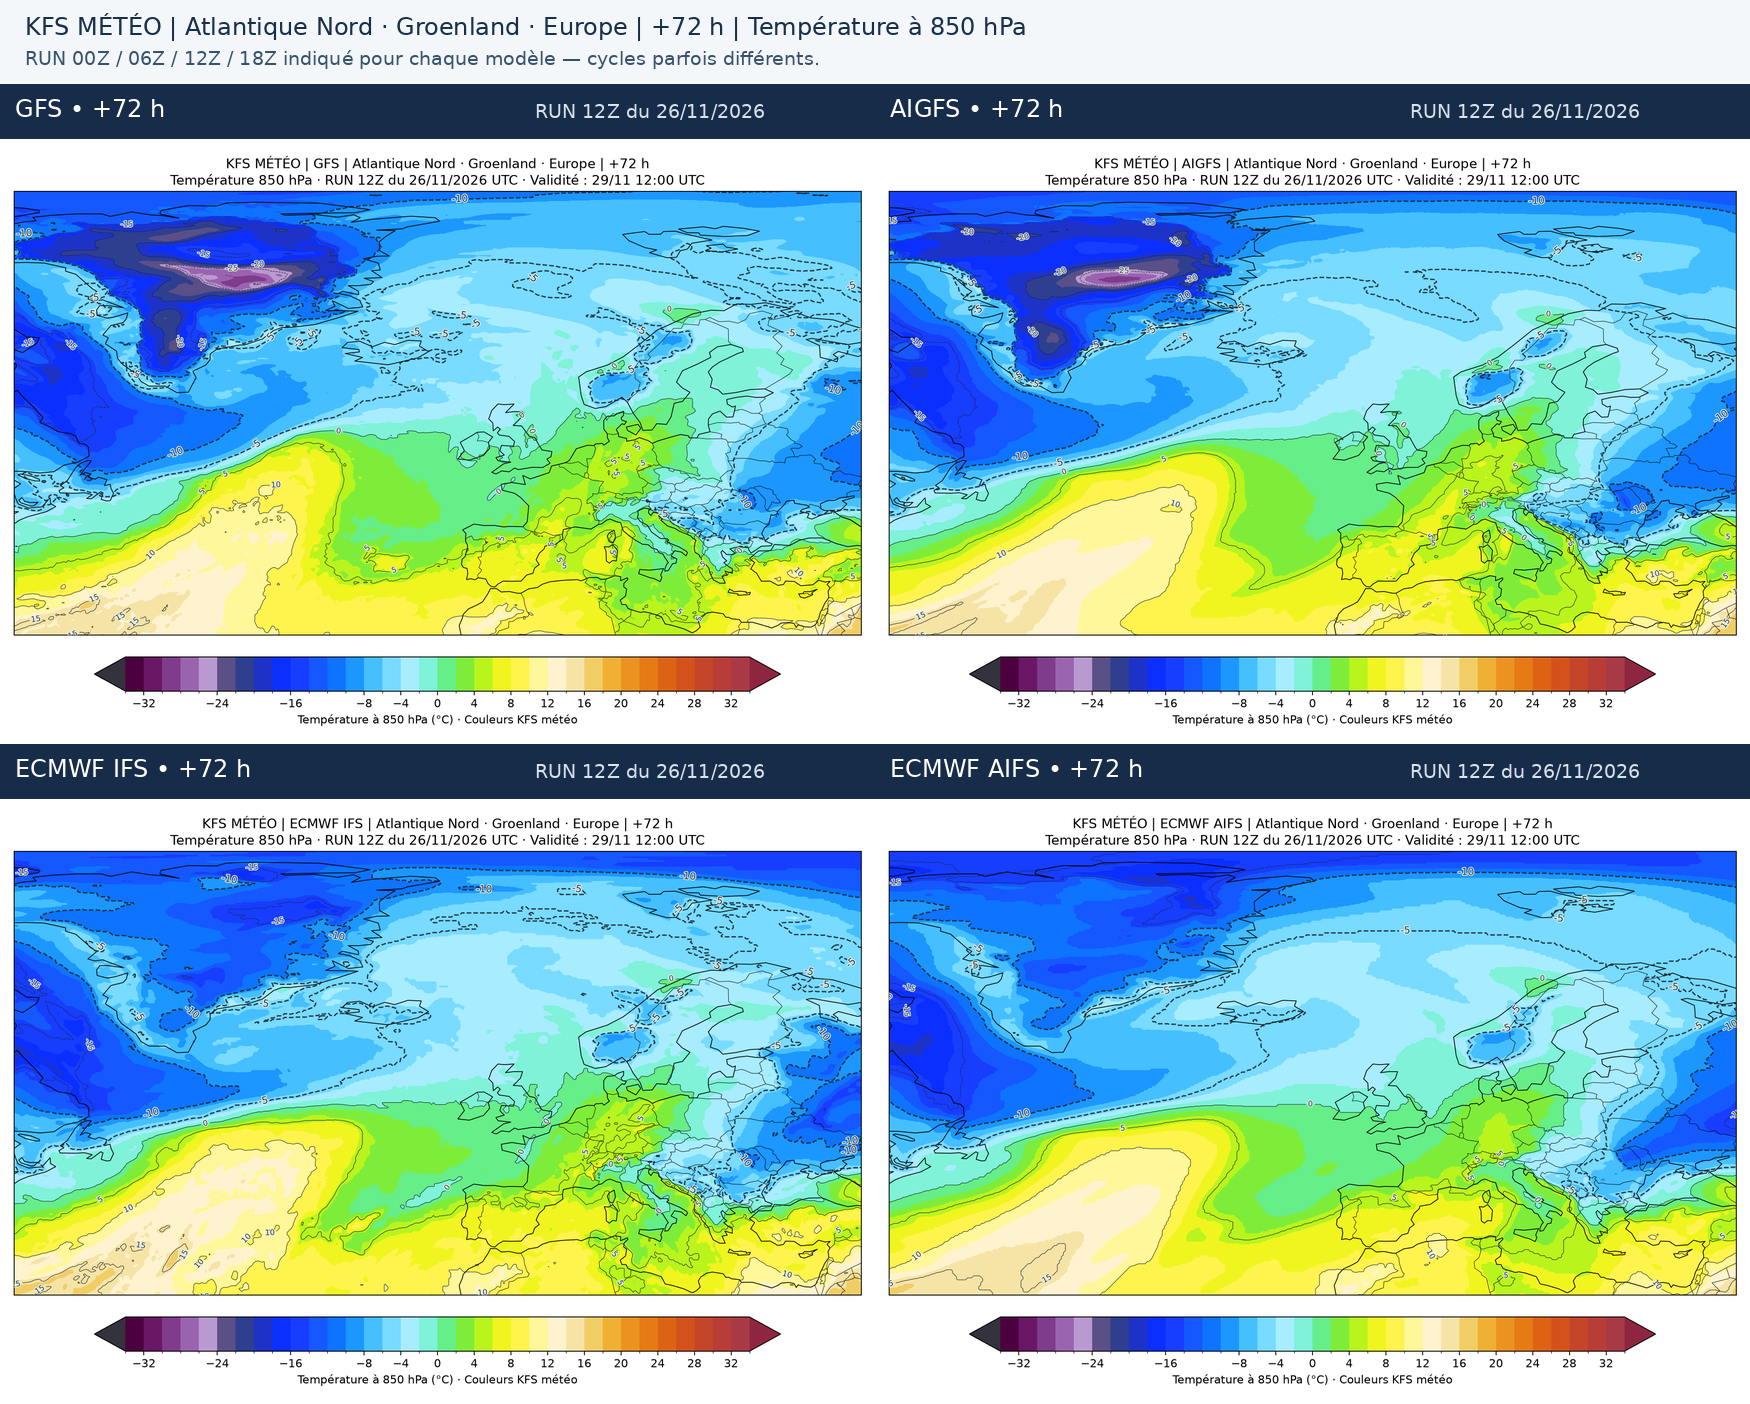 KFS MÉTÉO | Atlantique Nord · Groenland · Europe | +72 h | Température à 850 hPa
RUN 00Z / 06Z / 12Z / 18Z indiqué pour chaque modèle — cycles parfois différents.
GFS • +72 h
RUN 12Z du 26/11/2026
AIGFS • +72 h
RUN 12Z du 26/11/2026
KFS MÉTÉO | GFS | Atlantique Nord · Groenland · Europe | +72 h
Température 850 hPa · RUN 12Z du 26/11/2026 UTC · Validité : 29/11 12:00 UTC
KFS MÉTÉO | AIGFS | Atlantique Nord · Groenland · Europe | +72 h
Température 850 hPa · RUN 12Z du 26/11/2026 UTC · Validité : 29/11 12:00 UTC
−32 −24 −16 −8 −4 0 4 8 12 16 20 24 28 32
Température à 850 hPa (°C) · Couleurs KFS météo
−32 −24 −16 −8 −4 0 4 8 12 16 20 24 28 32
Température à 850 hPa (°C) · Couleurs KFS météo
ECMWF IFS • +72 h
RUN 12Z du 26/11/2026
ECMWF AIFS • +72 h
RUN 12Z du 26/11/2026
KFS MÉTÉO | ECMWF IFS | Atlantique Nord · Groenland · Europe | +72 h
Température 850 hPa · RUN 12Z du 26/11/2026 UTC · Validité : 29/11 12:00 UTC
KFS MÉTÉO | ECMWF AIFS | Atlantique Nord · Groenland · Europe | +72 h
Température 850 hPa · RUN 12Z du 26/11/2026 UTC · Validité : 29/11 12:00 UTC
−32 −24 −16 −8 −4 0 4 8 12 16 20 24 28 32
Température à 850 hPa (°C) · Couleurs KFS météo
−32 −24 −16 −8 −4 0 4 8 12 16 20 24 28 32
Température à 850 hPa (°C) · Couleurs KFS météo